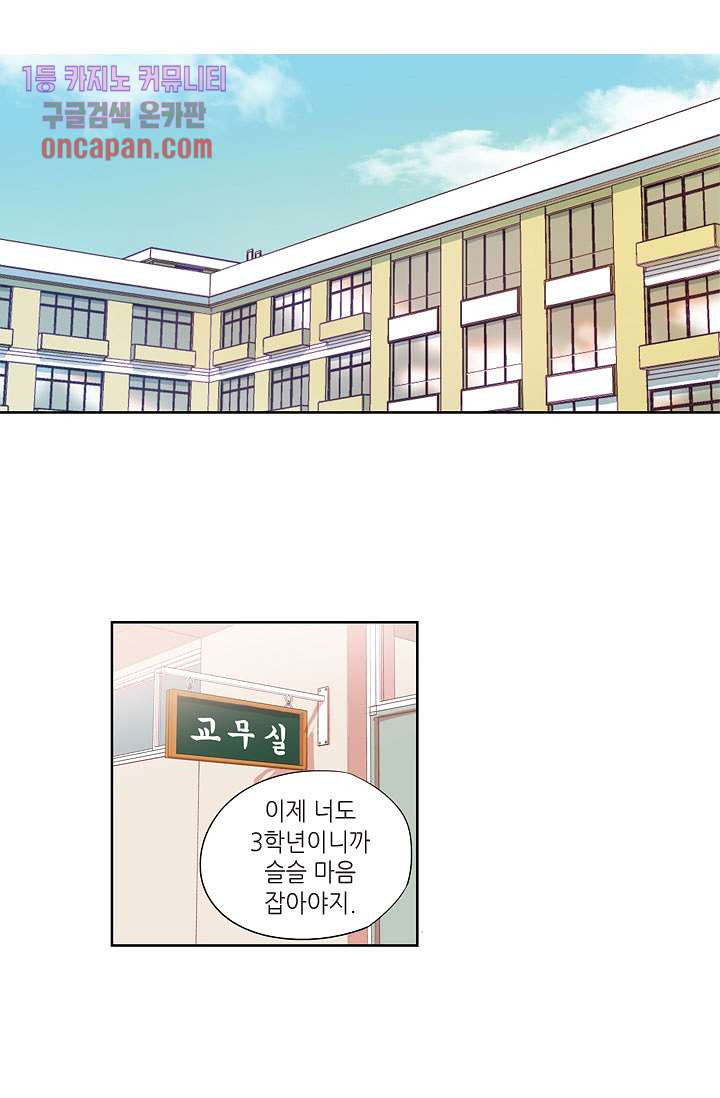 1등 카지노 커뮤니티
구글검색 온카판
oncapan.com
교무실
이제 너도
3학년이니까
슬슬 마음
잡아야지.